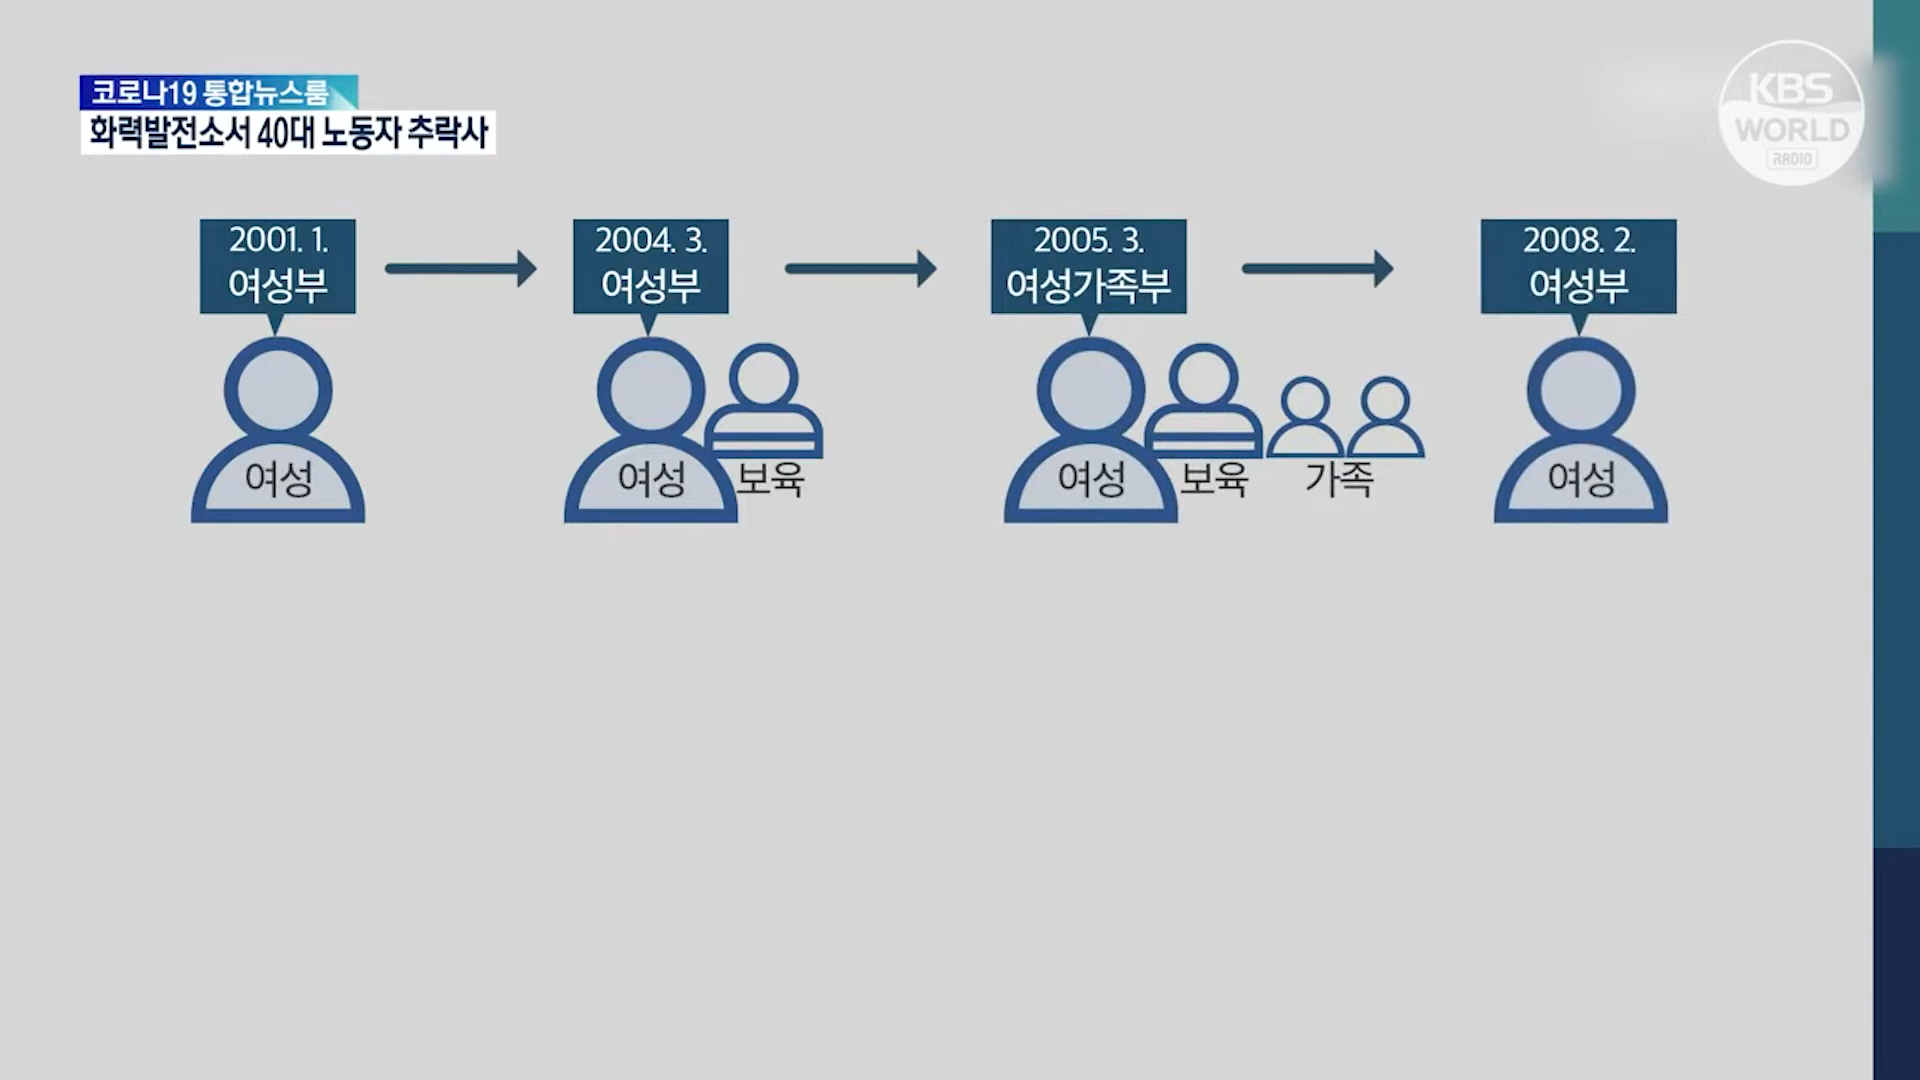 코로나19 통합뉴스룸
화력발전소서 40대 노동자 추락사
KBS
WORLD
RADIO
2001. 1.
여성부
2004. 3.
여성부
2005. 3.
여성가족부
2008. 2.
여성부
여성
여성
보육
여성
보육
가족
여성